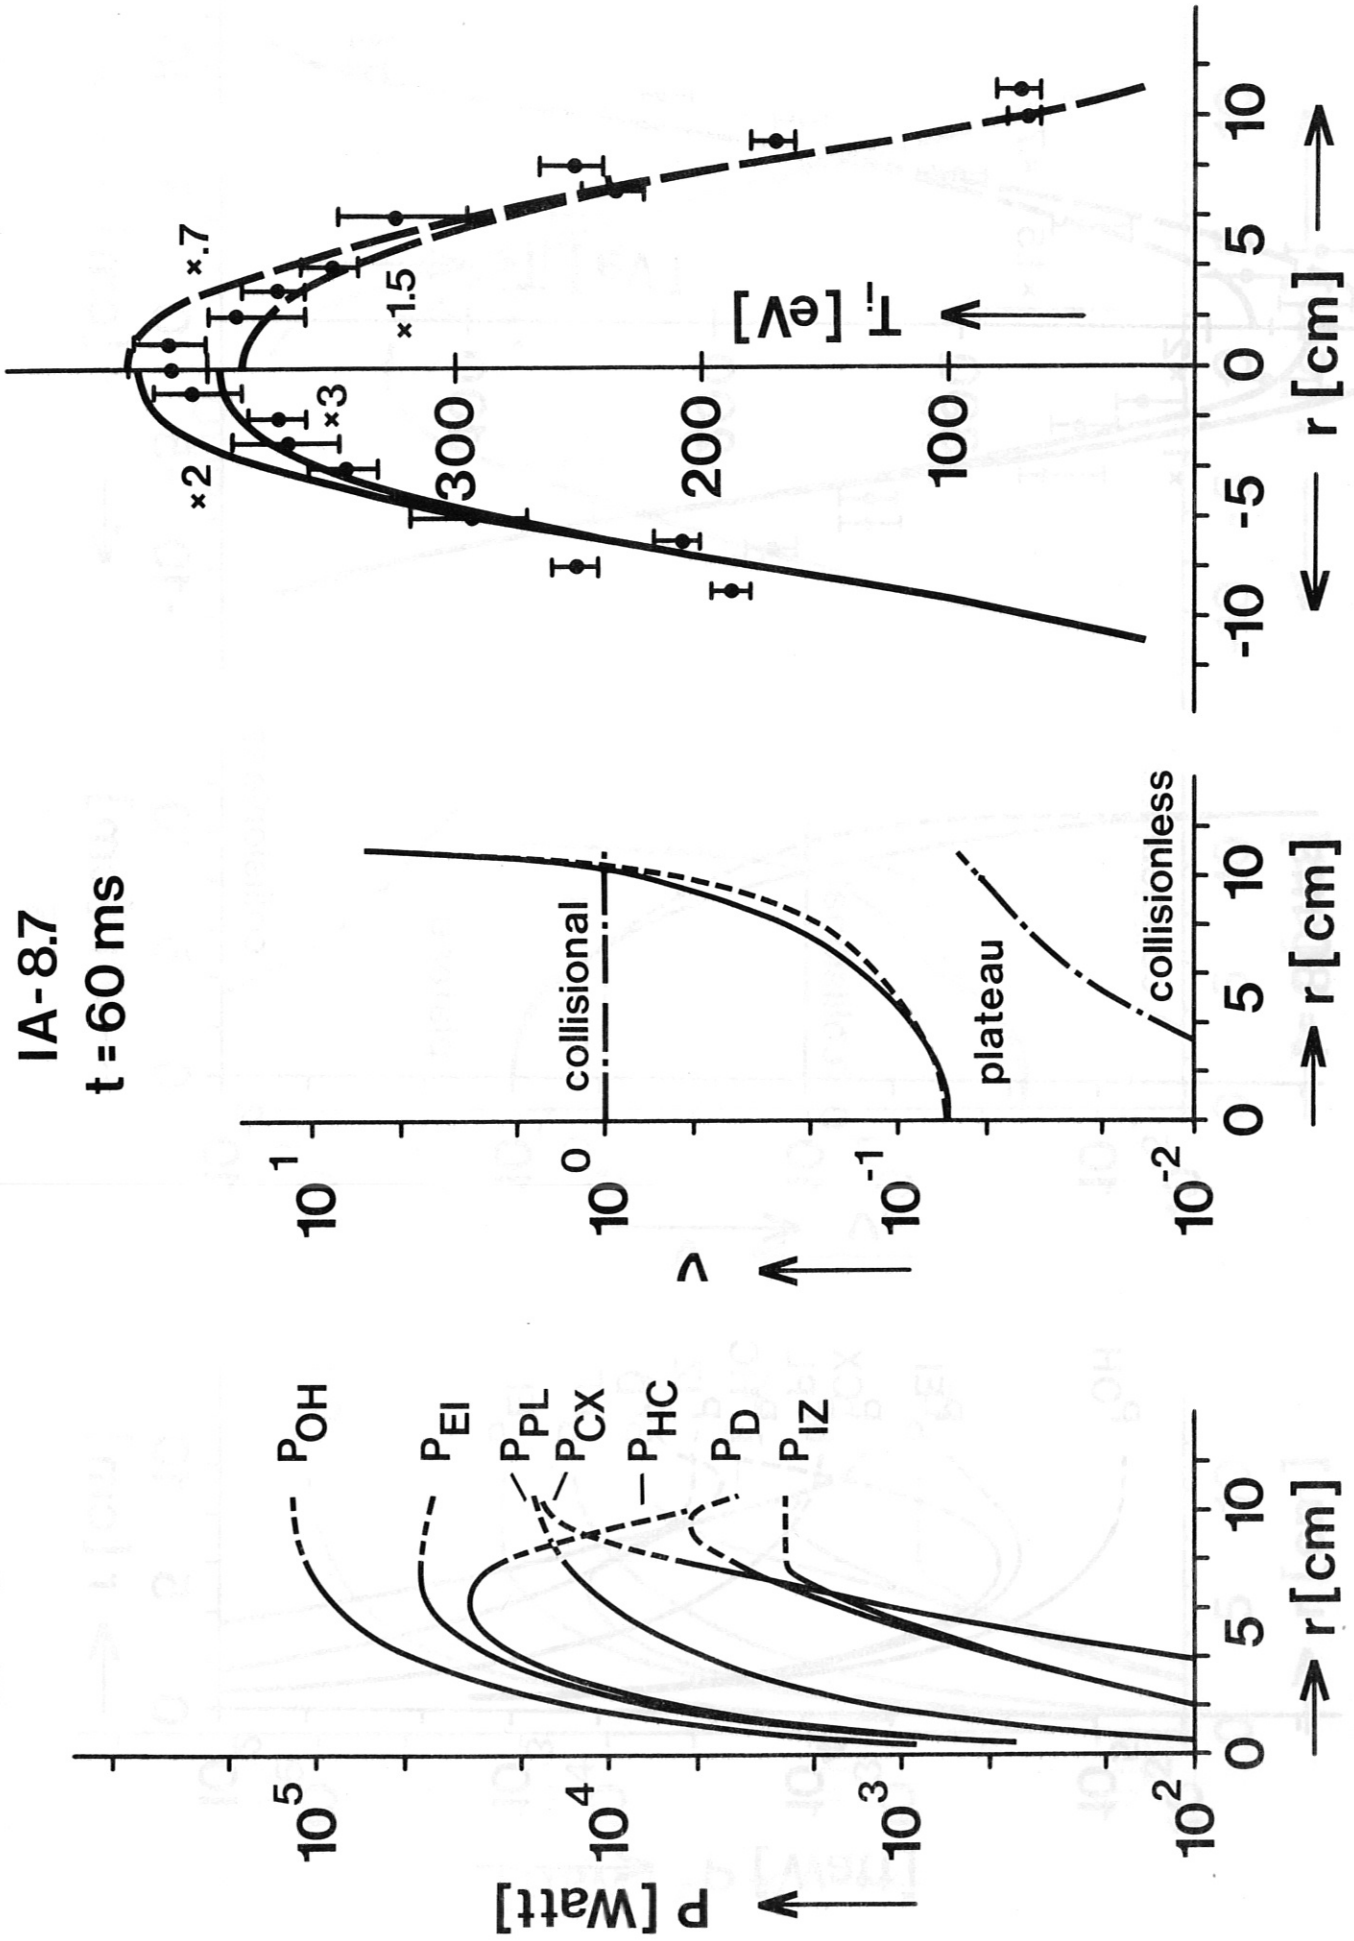 IA-8.7
t = 60 ms
P [Watt]
10^5
10^4
10^3
10^2
0 5 10
r [cm]
P_OH
P_EI
P_PL
P_CX
P_HC
P_D
P_IZ
ν
10^1
10^0
10^-1
10^-2
collisional
plateau
collisionless
0 5 10
r [cm]
×2
×.7
×3
×1.5
300
200
100
T_i [eV]
-10 -5 0 5 10
r [cm]